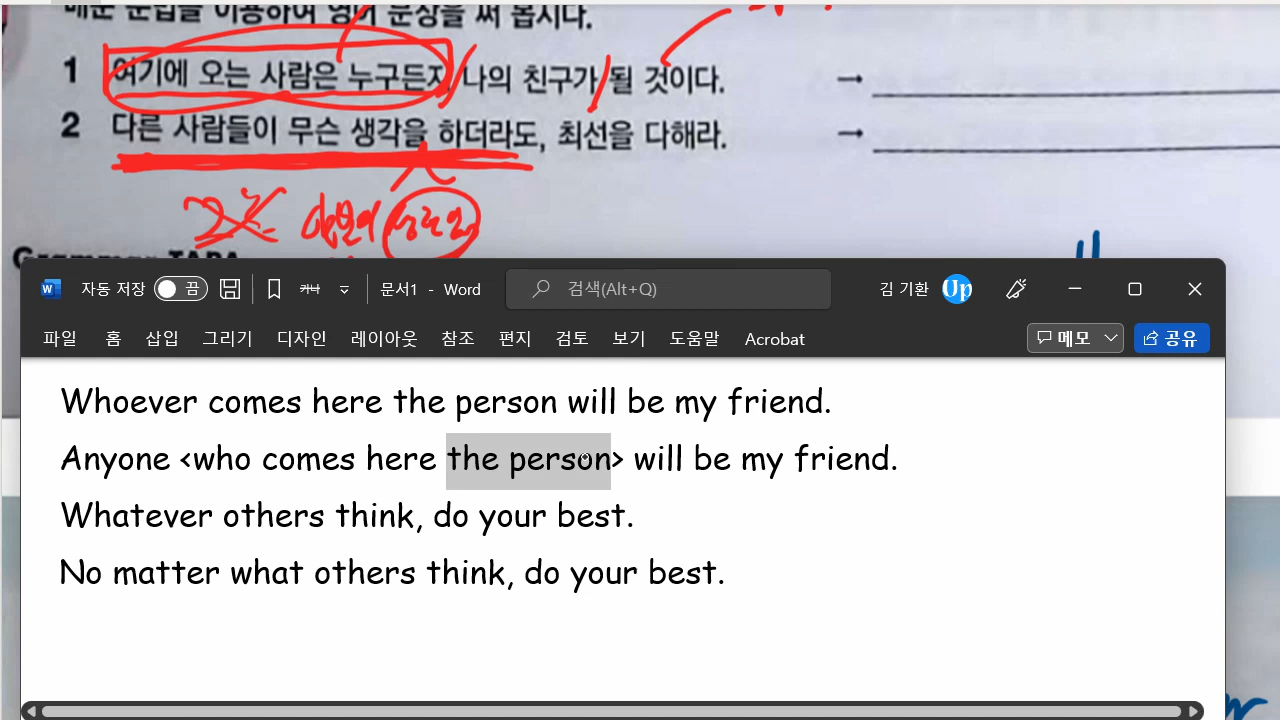 배운 문법을 이용하여 영어 문장을 써 봅시다.
1 여기에 오는 사람은 누구든지 나의 친구가 될 것이다. →
2 다른 사람들이 무슨 생각을 하더라도, 최선을 다해라. →
Grammar TAPA
자동 저장 끔 문서1 - Word 검색(Alt+Q) 김 기환 Up
파일 홈 삽입 그리기 디자인 레이아웃 참조 편지 검토 보기 도움말 Acrobat 메모 공유
Whoever comes here the person will be my friend.
Anyone <who comes here the person> will be my friend.
Whatever others think, do your best.
No matter what others think, do your best.